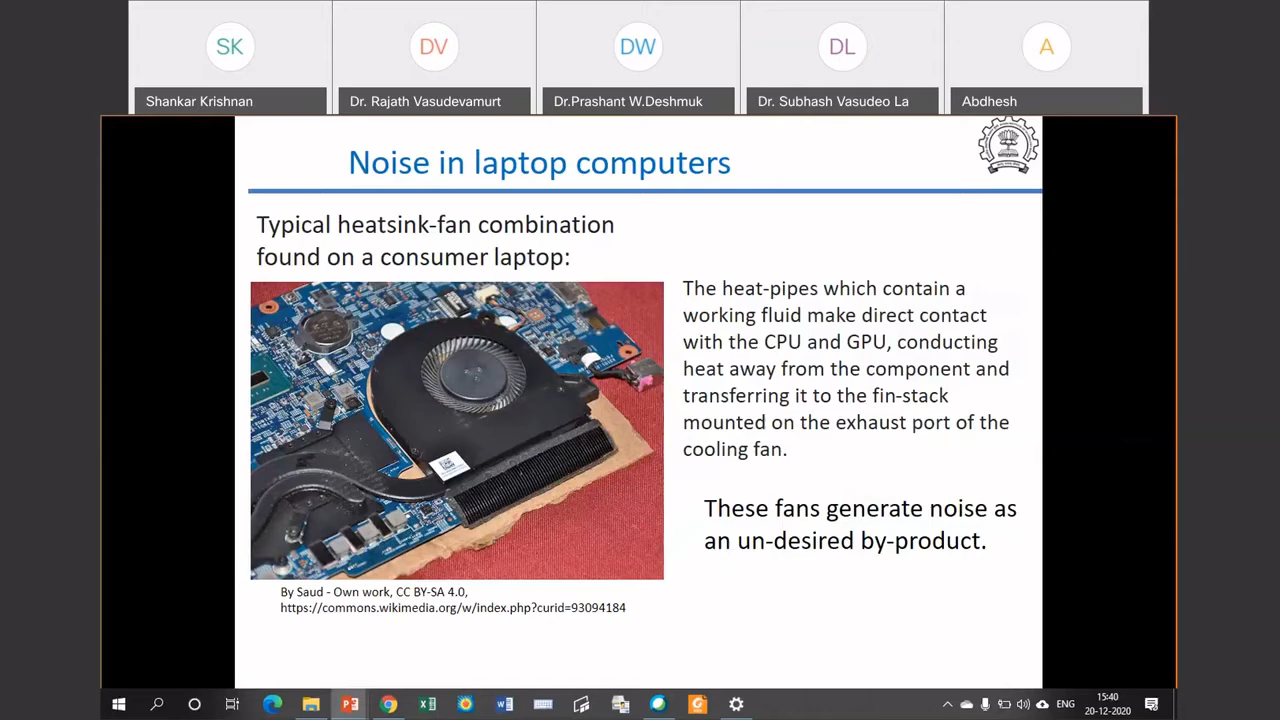 SK
DV
DW
DL
A
Shankar Krishnan
Dr. Rajath Vasudevamurt
Dr.Prashant W.Deshmuk
Dr. Subhash Vasudeo La
Abdhesh
Noise in laptop computers
Typical heatsink-fan combination
found on a consumer laptop:
The heat-pipes which contain a
working fluid make direct contact
with the CPU and GPU, conducting
heat away from the component and
transferring it to the fin-stack
mounted on the exhaust port of the
cooling fan.
These fans generate noise as
an un-desired by-product.
By Saud - Own work, CC BY-SA 4.0,
https://commons.wikimedia.org/w/index.php?curid=93094184
ENG
15:40
20-12-2020